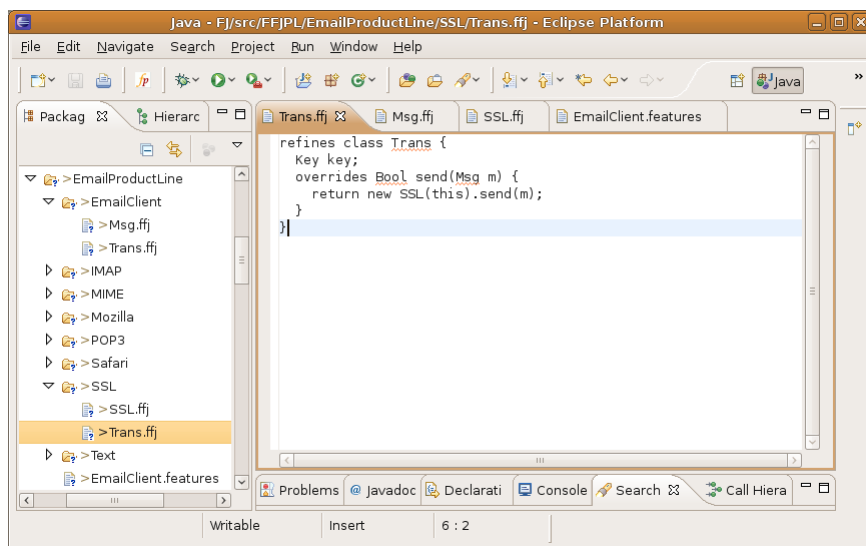 Java - FJ/src/FFJPL/EmailProductLine/SSL/Trans.ffj - Eclipse Platform
File Edit Navigate Search Project Run Window Help
Java »
Packag Hierarc
>EmailProductLine
>EmailClient
>Msg.ffj
>Trans.ffj
>IMAP
>MIME
>Mozilla
>POP3
>Safari
>SSL
>SSL.ffj
>Trans.ffj
>Text
>EmailClient.features
Trans.ffj Msg.ffj SSL.ffj EmailClient.features
refines class Trans {
Key key;
overrides Bool send(Msg m) {
return new SSL(this).send(m);
}
}
Problems @ Javadoc Declarati Console Search Call Hiera
Writable Insert 6 : 2